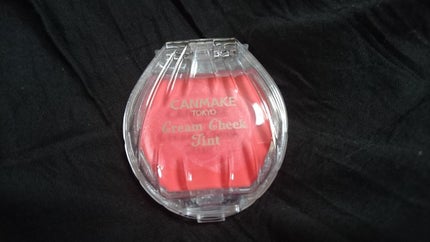 CANMAKE
TOKYO
Cream Cheek
Tint